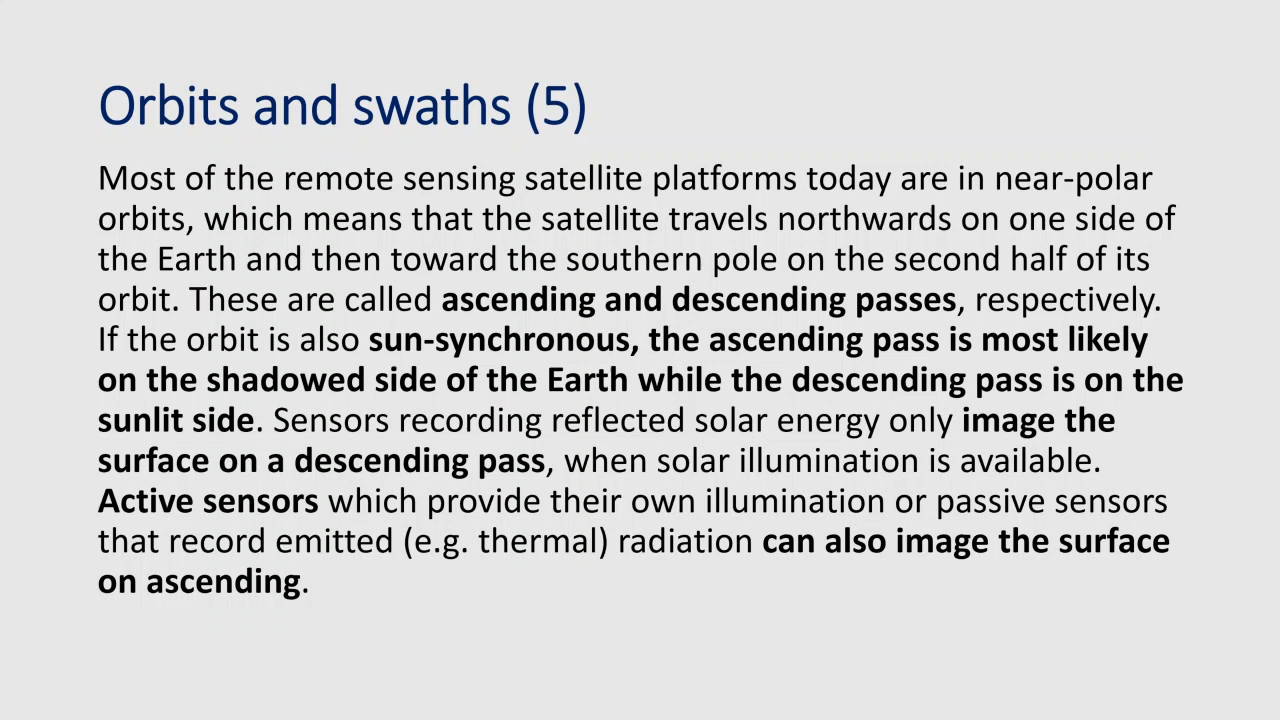 Orbits and swaths (5)
Most of the remote sensing satellite platforms today are in near-polar
orbits, which means that the satellite travels northwards on one side of
the Earth and then toward the southern pole on the second half of its
orbit. These are called ascending and descending passes, respectively.
If the orbit is also sun-synchronous, the ascending pass is most likely
on the shadowed side of the Earth while the descending pass is on the
sunlit side. Sensors recording reflected solar energy only image the
surface on a descending pass, when solar illumination is available.
Active sensors which provide their own illumination or passive sensors
that record emitted (e.g. thermal) radiation can also image the surface
on ascending.